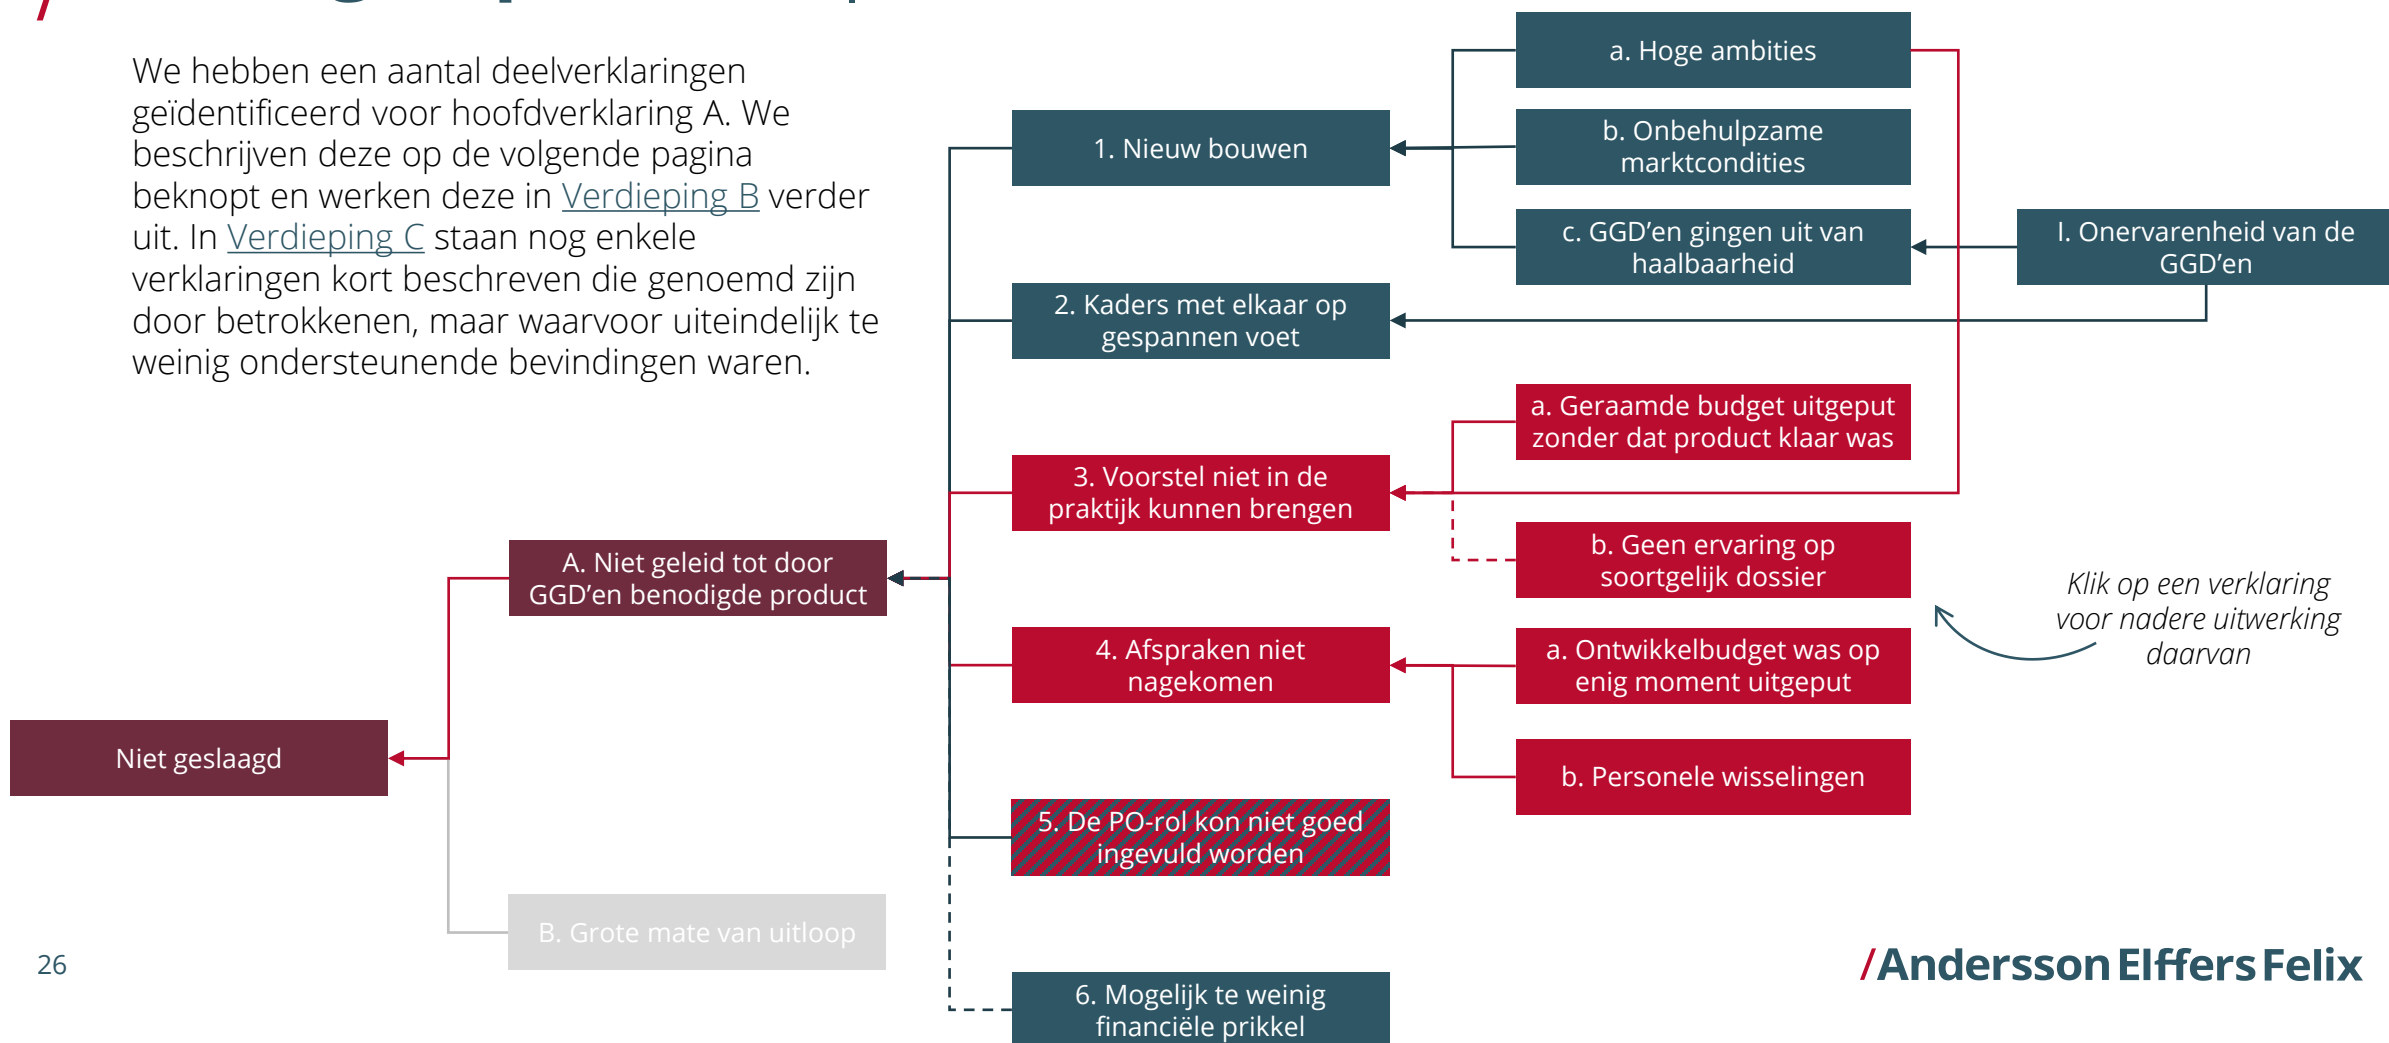 We hebben een aantal deelverklaringen
geïdentificeerd voor hoofdverklaring A. We
beschrijven deze op de volgende pagina
beknopt en werken deze in Verdieping B verder
uit. In Verdieping C staan nog enkele
verklaringen kort beschreven die genoemd zijn
door betrokkenen, maar waarvoor uiteindelijk te
weinig ondersteunende bevindingen waren.
Niet geslaagd
A. Niet geleid tot door
GGD’en benodigde product
B. Grote mate van uitloop
1. Nieuw bouwen
2. Kaders met elkaar op
gespannen voet
3. Voorstel niet in de
praktijk kunnen brengen
4. Afspraken niet
nagekomen
5. De PO-rol kon niet goed
ingevuld worden
6. Mogelijk te weinig
financiële prikkel
a. Hoge ambities
b. Onbehulpzame
marktcondities
c. GGD’en gingen uit van
haalbaarheid
I. Onervarenheid van de
GGD’en
a. Geraamde budget uitgeput
zonder dat product klaar was
b. Geen ervaring op
soortgelijk dossier
a. Ontwikkelbudget was op
enig moment uitgeput
b. Personele wisselingen
Klik op een verklaring
voor nadere uitwerking
daarvan
26
/Andersson Elffers Felix